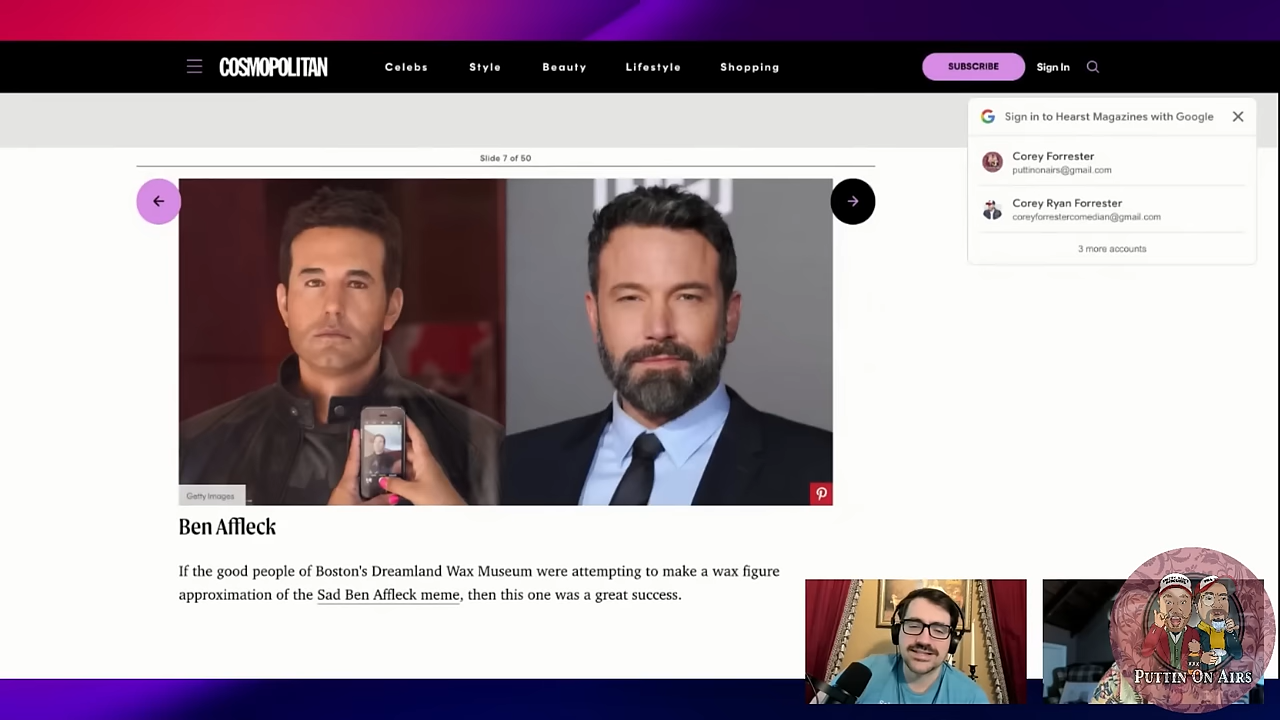 COSMOPOLITAN
Celebs
Style
Beauty
Lifestyle
Shopping
SUBSCRIBE
Sign In
Sign in to Hearst Magazines with Google
Corey Forrester
puttinonairs@gmail.com
Corey Ryan Forrester
coreyforrestercomedian@gmail.com
3 more accounts
Slide 7 of 50
Getty Images
Ben Affleck
If the good people of Boston's Dreamland Wax Museum were attempting to make a wax figure
approximation of the Sad Ben Affleck meme, then this one was a great success.
XXX
PUTTIN' ON AIRS